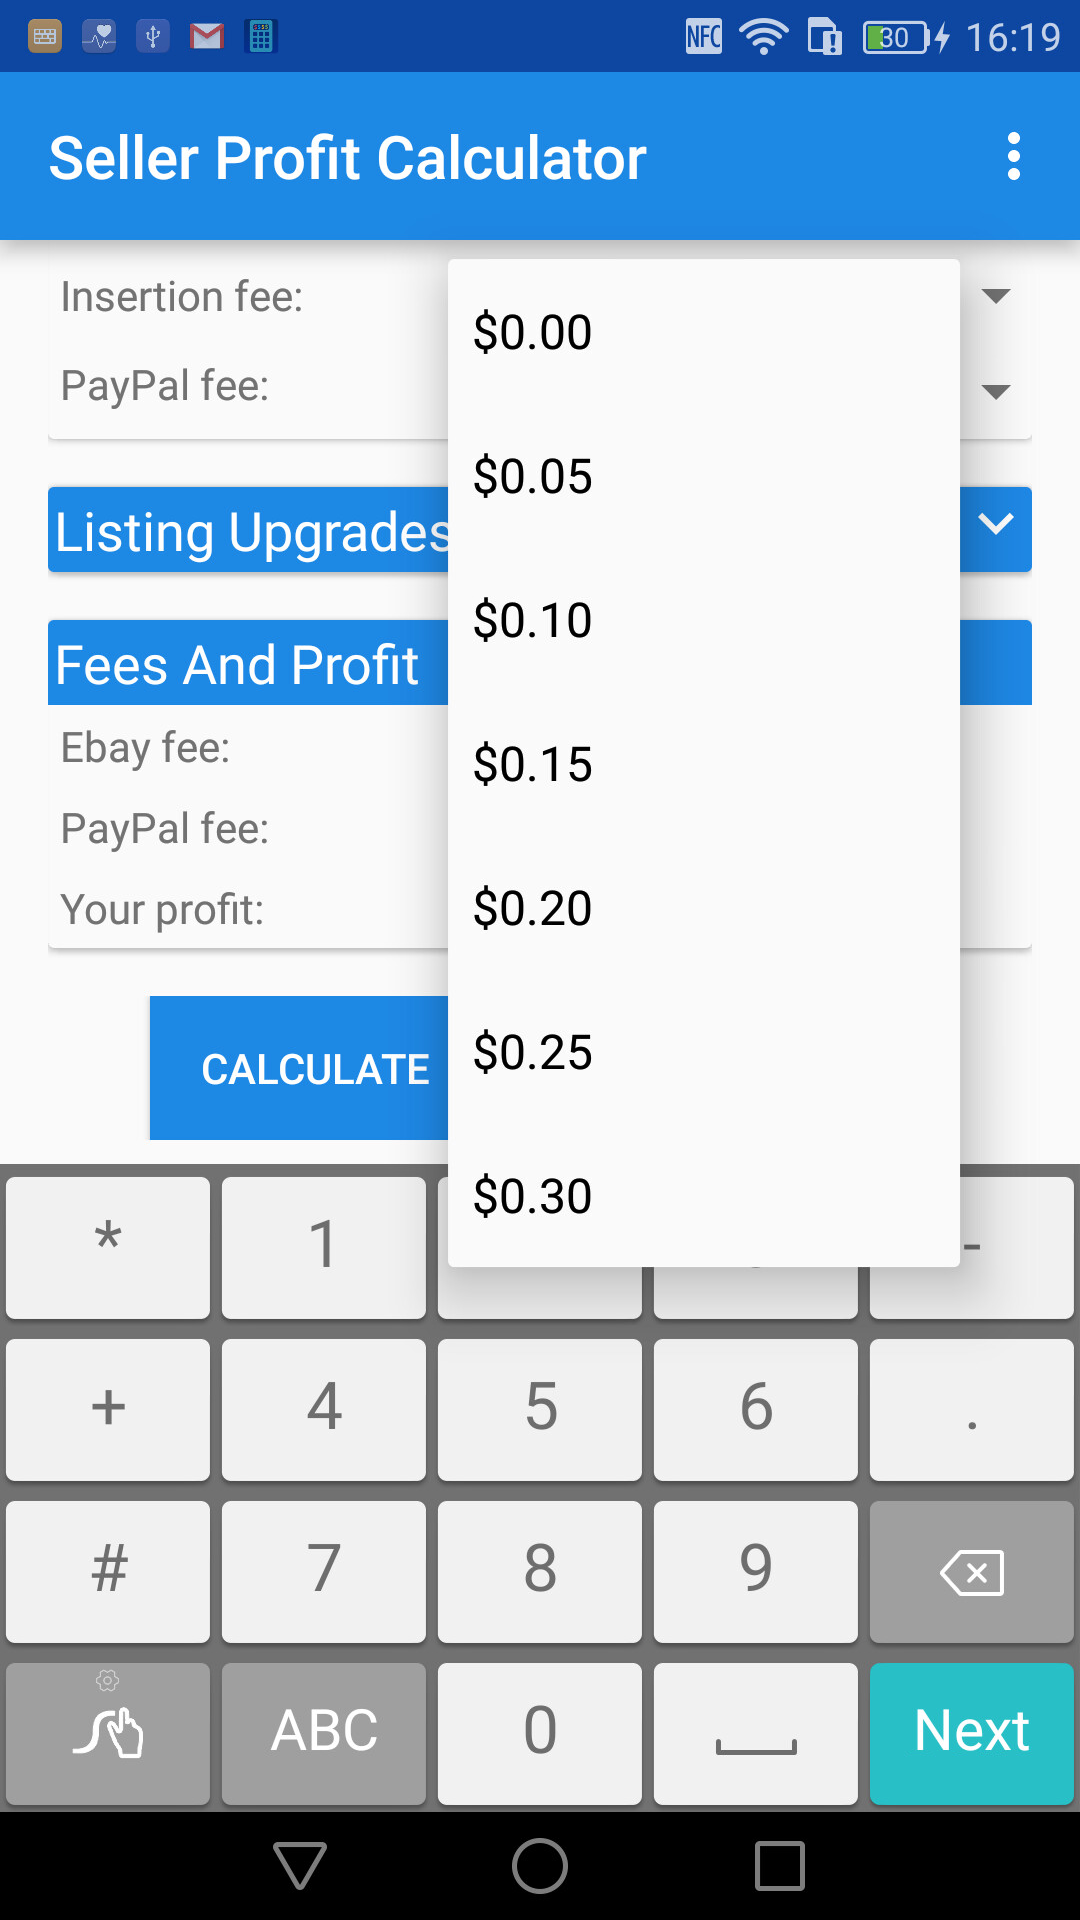 NFC 30 16:19
Seller Profit Calculator
Insertion fee:
PayPal fee:
$0.00
$0.05
$0.10
$0.15
$0.20
$0.25
$0.30
Listing Upgrades
Fees And Profit
Ebay fee:
PayPal fee:
Your profit:
CALCULATE
* 1 -
+ 4 5 6 .
# 7 8 9
ABC 0 Next